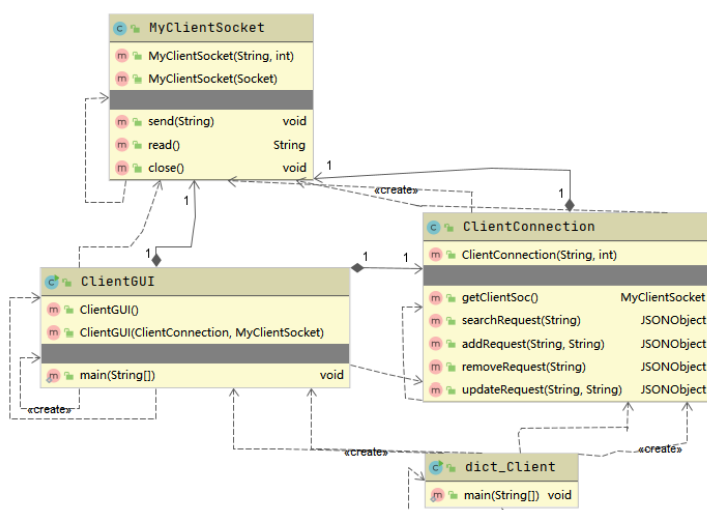 MyClientSocket
MyClientSocket(String, int)
MyClientSocket(Socket)
send(String) void
read() String
close() void
1
1
1
1
«create»
ClientConnection
ClientConnection(String, int)
getClientSoc() MyClientSocket
searchRequest(String) JSONObject
addRequest(String, String) JSONObject
removeRequest(String) JSONObject
updateRequest(String, String) JSONObject
1
1
ClientGUI
ClientGUI()
ClientGUI(ClientConnection, MyClientSocket)
main(String[]) void
«create»
«create»
«create»
dict_Client
main(String[]) void